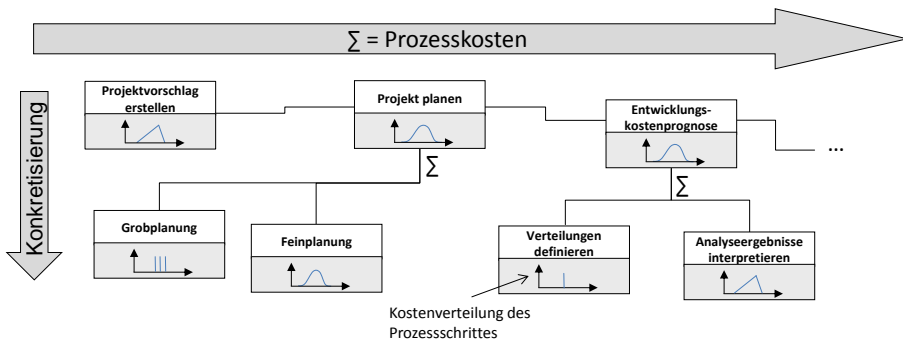 ∑ = Prozesskosten
Konkretisierung
Projektvorschlag
erstellen
Projekt planen
Entwicklungs-
kostenprognose
...
∑
∑
Grobplanung
Feinplanung
Verteilungen
definieren
Analyseergebnisse
interpretieren
Kostenverteilung des
Prozessschrittes